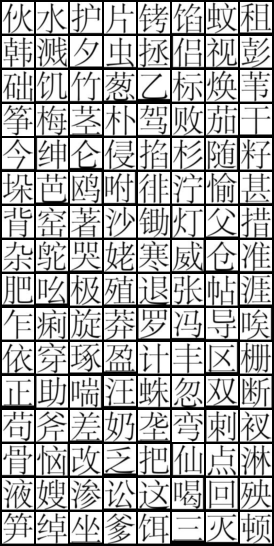 伙水护片铐馅蚊租
韩溅夕虫拯侣视彭
础饥竹葱乙标焕苇
筝梅茎朴驾败茄干
今绅仑侵掐杉随籽
垛芭鸥咐徘泞愉甚
背窑著沙锄灯父措
杂鸵哭姥寒威仓准
肥吆极殖退张帖涯
乍痢旋莽罗冯导唉
依穿琢盈计丰区栅
正助喘汪蛛忽双断
苟斧差奶垄弯刺衩
骨恼改乏把仙点淋
液嫂渗讼这喝回殃
笋绰坐爹饵三灭顿